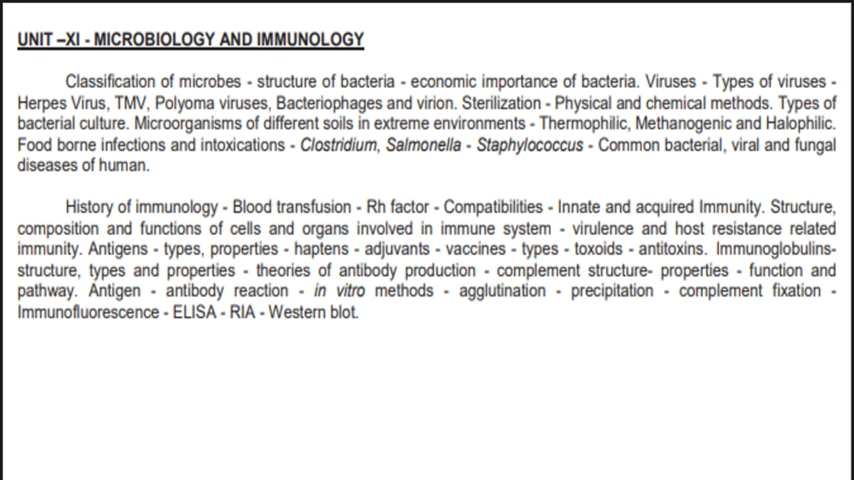 UNIT –XI - MICROBIOLOGY AND IMMUNOLOGY
Classification of microbes - structure of bacteria - economic importance of bacteria. Viruses - Types of viruses -
Herpes Virus, TMV, Polyoma viruses, Bacteriophages and virion. Sterilization - Physical and chemical methods. Types of
bacterial culture. Microorganisms of different soils in extreme environments - Thermophilic, Methanogenic and Halophilic.
Food borne infections and intoxications - Clostridium, Salmonella - Staphylococcus - Common bacterial, viral and fungal
diseases of human.
History of immunology - Blood transfusion - Rh factor - Compatibilities - Innate and acquired Immunity. Structure,
composition and functions of cells and organs involved in immune system - virulence and host resistance related
immunity. Antigens - types, properties - haptens - adjuvants - vaccines - types - toxoids - antitoxins. Immunoglobulins-
structure, types and properties - theories of antibody production - complement structure- properties - function and
pathway. Antigen - antibody reaction - in vitro methods - agglutination - precipitation - complement fixation -
Immunofluorescence - ELISA - RIA - Western blot.